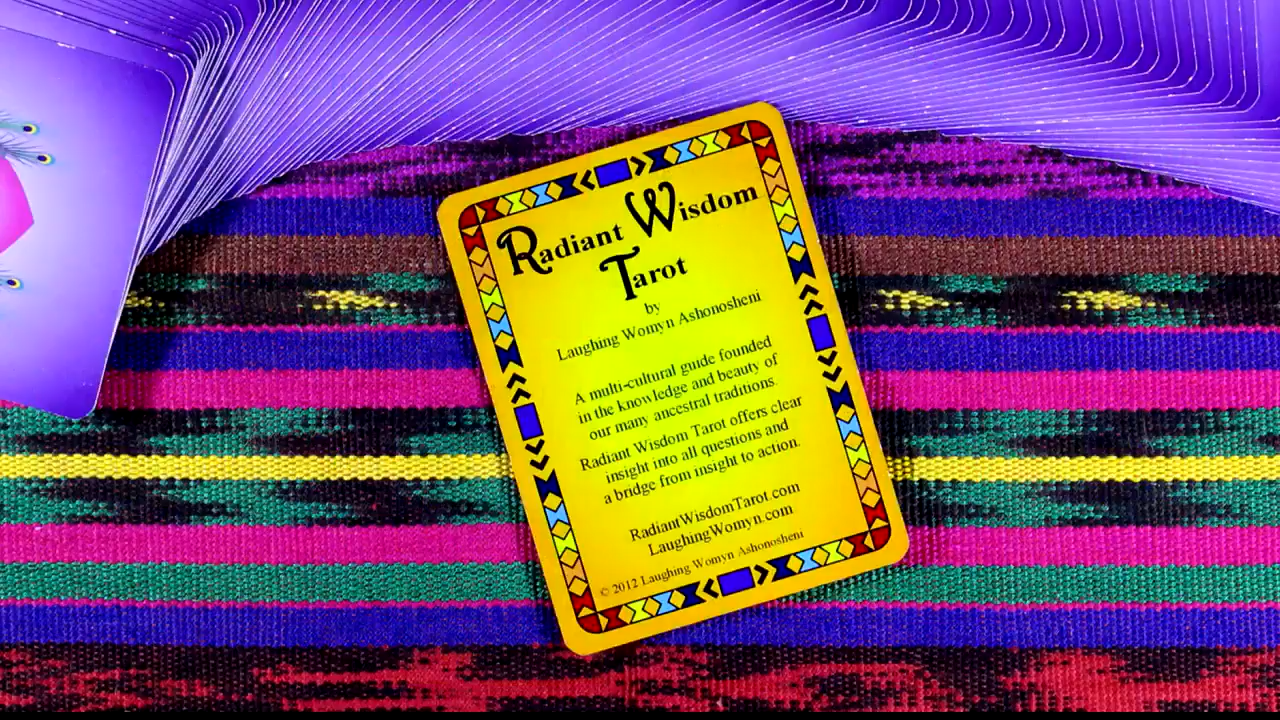 Radiant Wisdom
Tarot
by
Laughing Womyn Ashonosheni
A multi-cultural guide founded
in the knowledge and beauty of
our many ancestral traditions.
Radiant Wisdom Tarot offers clear
insight into all questions and
a bridge from insight to action.
RadiantWisdomTarot.com
LaughingWomyn.com
© 2012 Laughing Womyn Ashonosheni